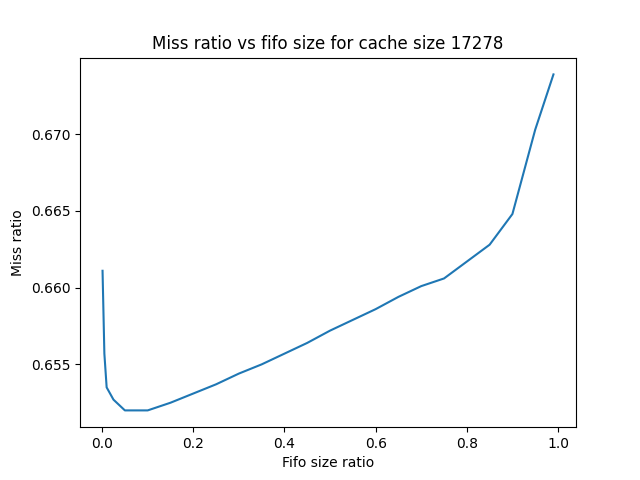 Miss ratio vs fifo size for cache size 17278
0.670
0.665
0.660
0.655
Miss ratio
0.0 0.2 0.4 0.6 0.8 1.0
Fifo size ratio